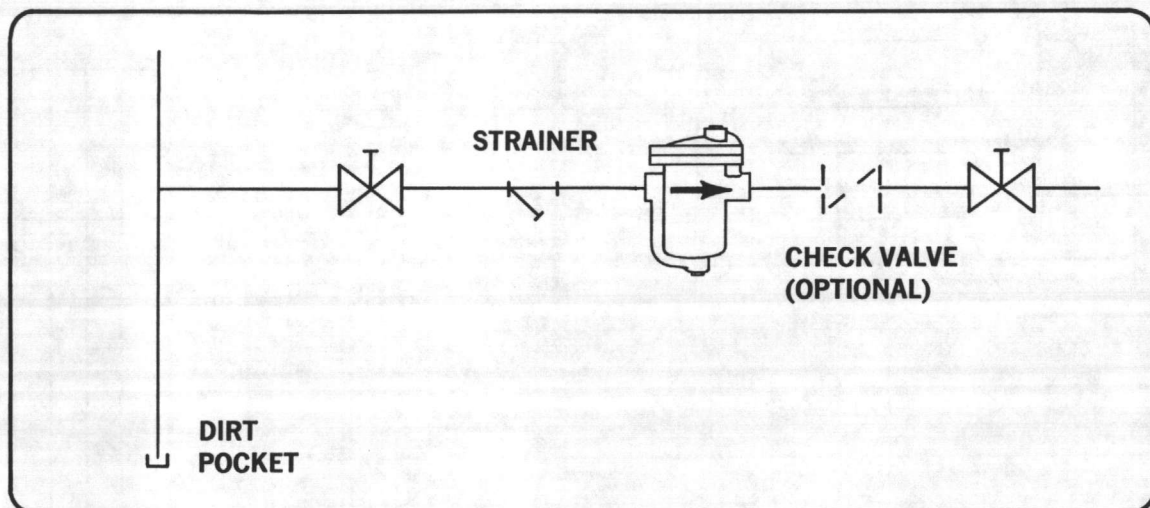 STRAINER
CHECK VALVE
(OPTIONAL)
DIRT
POCKET